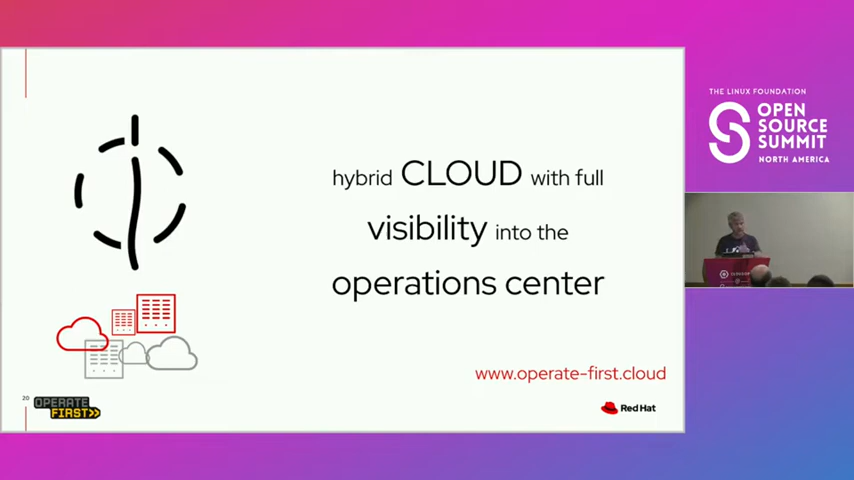 hybrid CLOUD with full
visibility into the
operations center
www.operate-first.cloud
20
OPERATE
FIRST
Red Hat
THE LINUX FOUNDATION
OPEN
SOURCE
SUMMIT
NORTH AMERICA